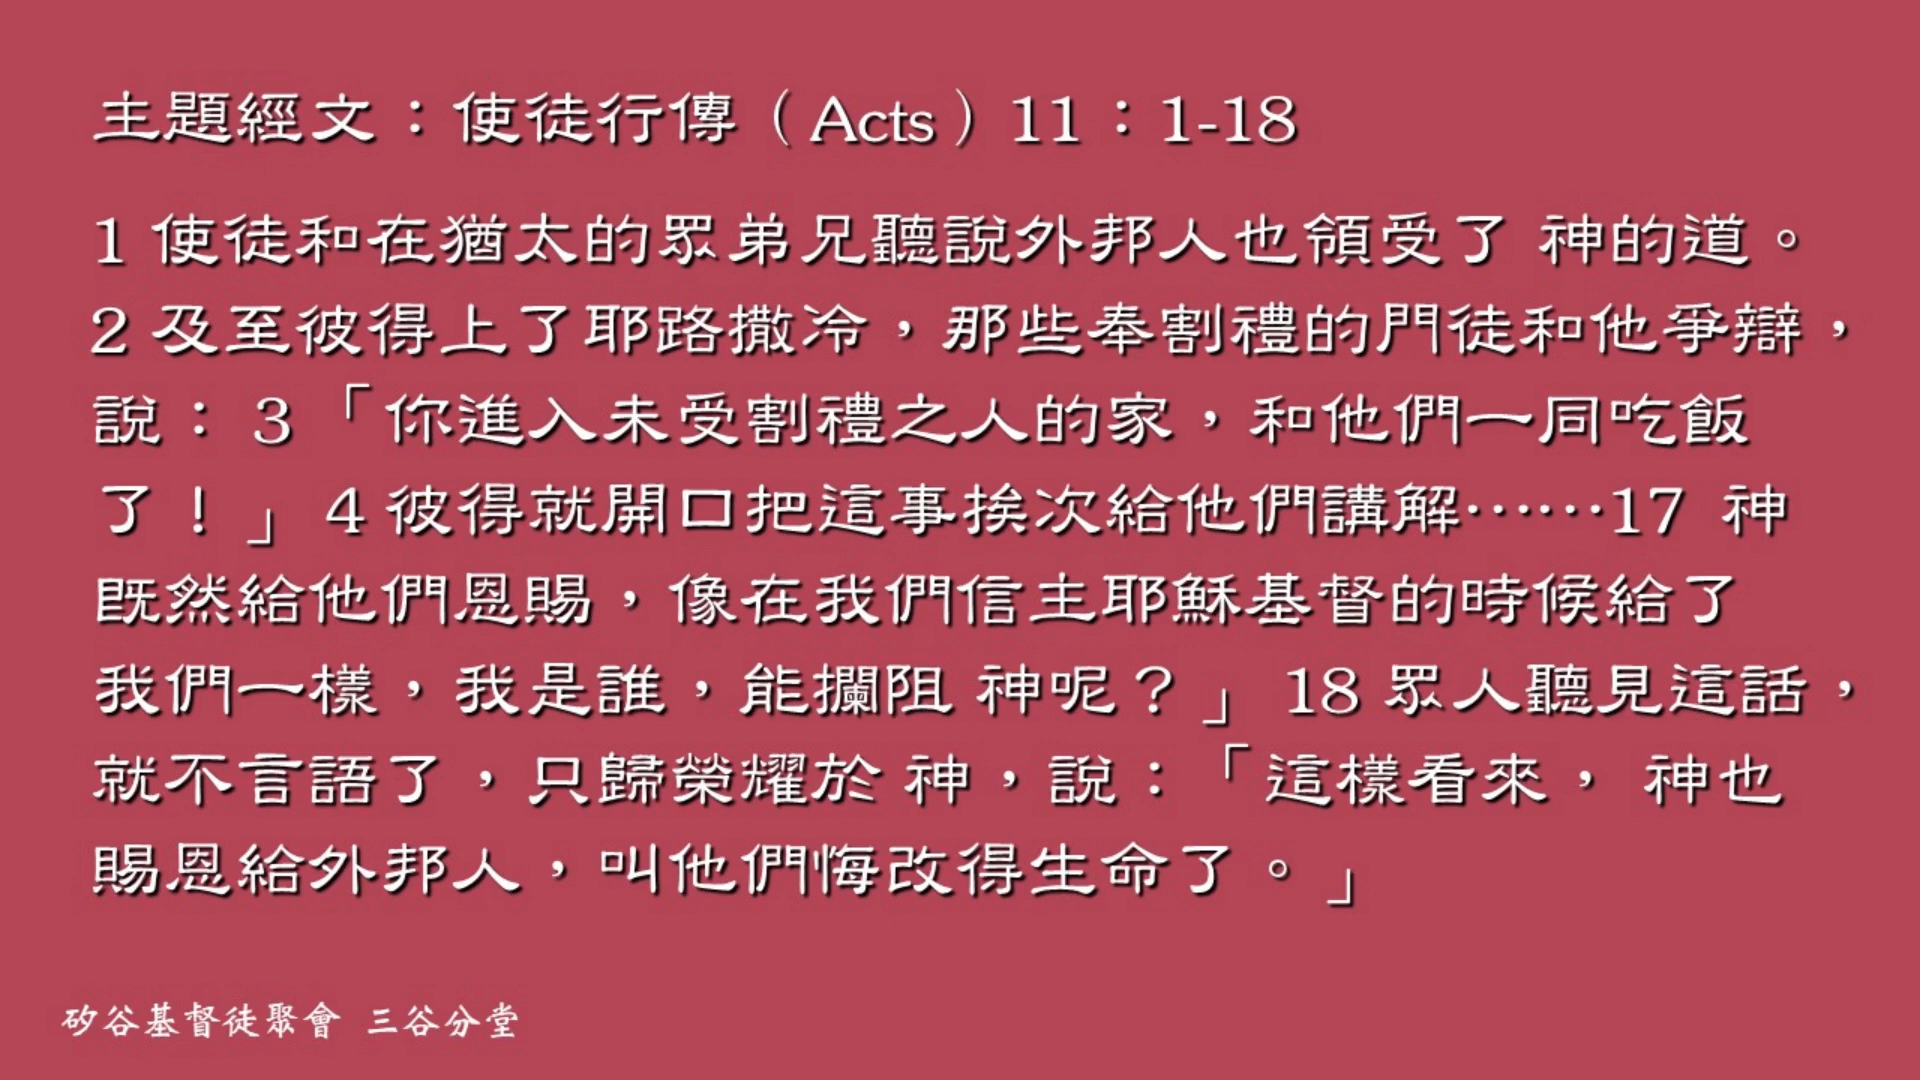 主題經文：使徒行傳（Acts）11：1-18
1 使徒和在猶太的眾弟兄聽說外邦人也領受了 神的道。
2 及至彼得上了耶路撒冷，那些奉割禮的門徒和他爭辯，
說： 3 「你進入未受割禮之人的家，和他們一同吃飯
了！」 4 彼得就開口把這事挨次給他們講解⋯⋯17 神
既然給他們恩賜，像在我們信主耶穌基督的時候給了
我們一樣，我是誰，能攔阻 神呢？」 18 眾人聽見這話，
就不言語了，只歸榮耀於 神，說：「這樣看來， 神也
賜恩給外邦人，叫他們悔改得生命了。」
矽谷基督徒聚會 三谷分堂